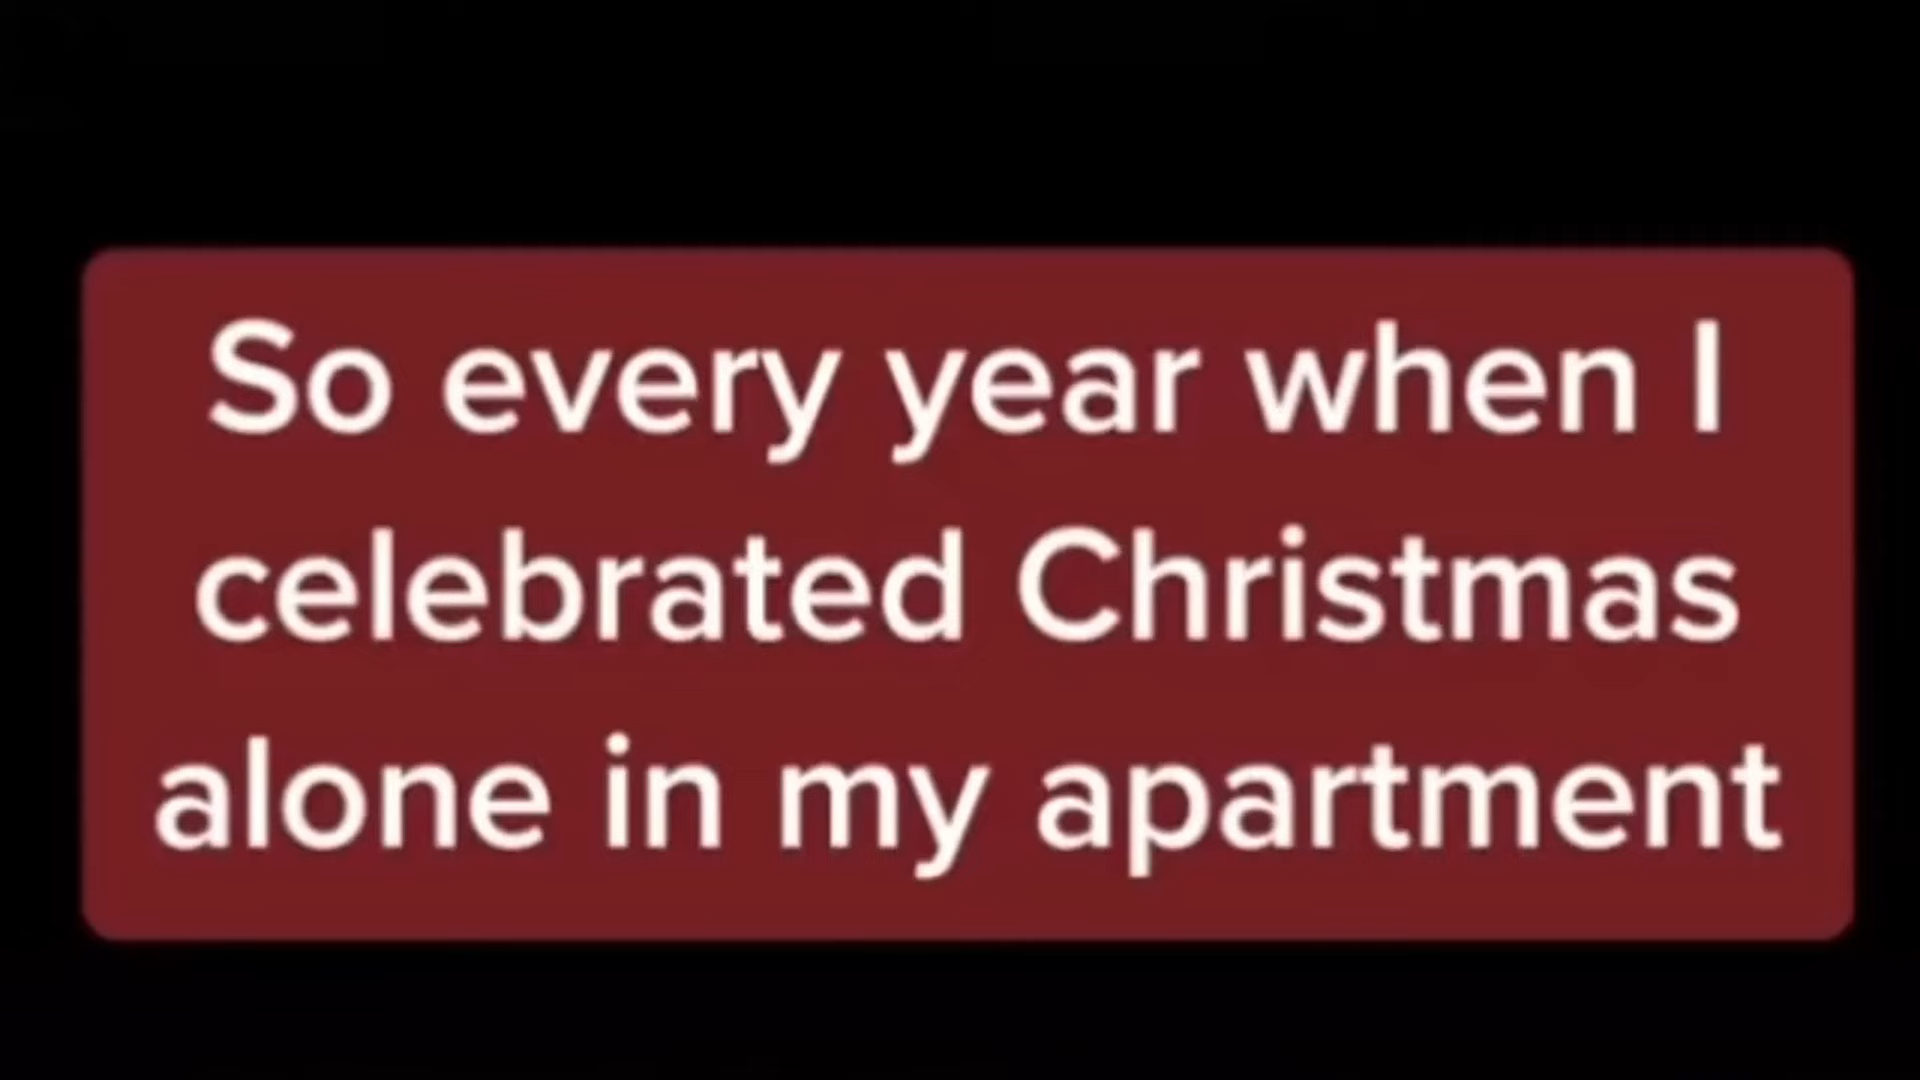 So every year when I
celebrated Christmas
alone in my apartment